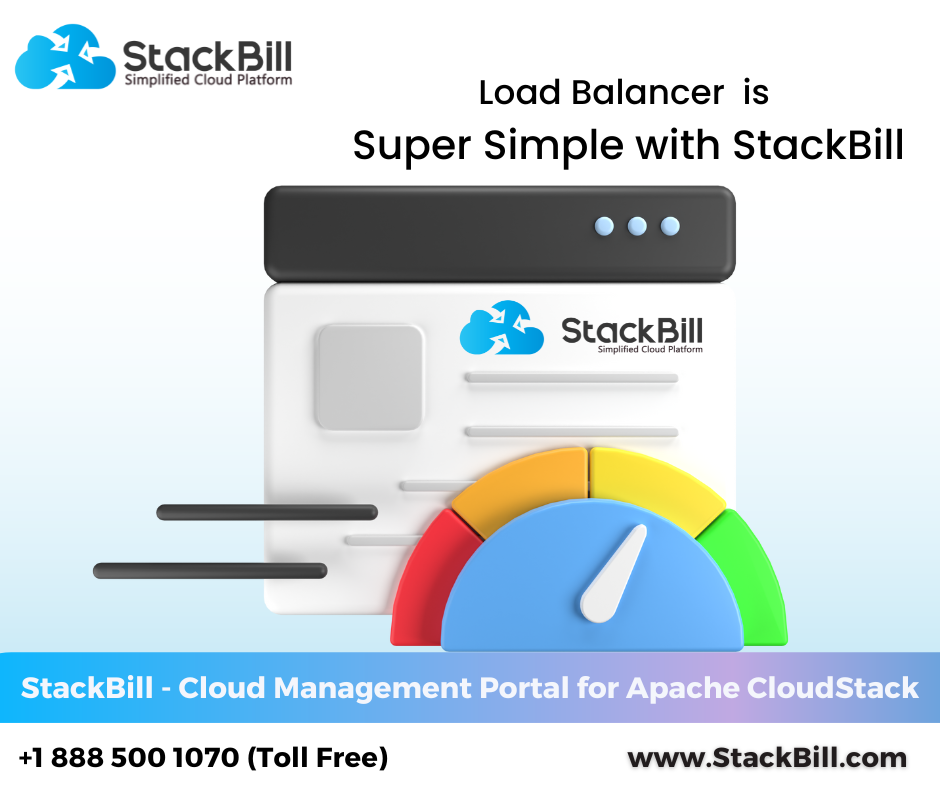 StackBill
Simplified Cloud Platform
Load Balancer is
Super Simple with StackBill
StackBill
Simplified Cloud Platform
StackBill - Cloud Management Portal for Apache CloudStack
+1 888 500 1070 (Toll Free)
www.StackBill.com